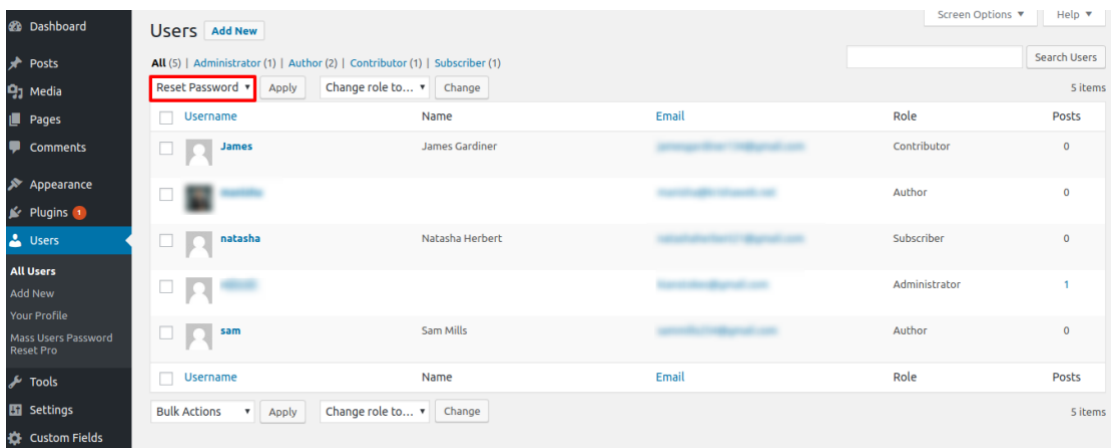 Dashboard
Posts
Media
Pages
Comments
Appearance
Plugins 1
Users
All Users
Add New
Your Profile
Mass Users Password
Reset Pro
Tools
Settings
Custom Fields
Screen Options ▼ Help ▼
Users Add New
All (5) | Administrator (1) | Author (2) | Contributor (1) | Subscriber (1)
Search Users
Reset Password ▼ Apply Change role to... ▼ Change 5 items
Username Name Email Role Posts
James James Gardiner Contributor 0
Author 0
natasha Natasha Herbert Subscriber 0
Administrator 1
sam Sam Mills Author 0
Username Name Email Role Posts
Bulk Actions ▼ Apply Change role to... ▼ Change 5 items